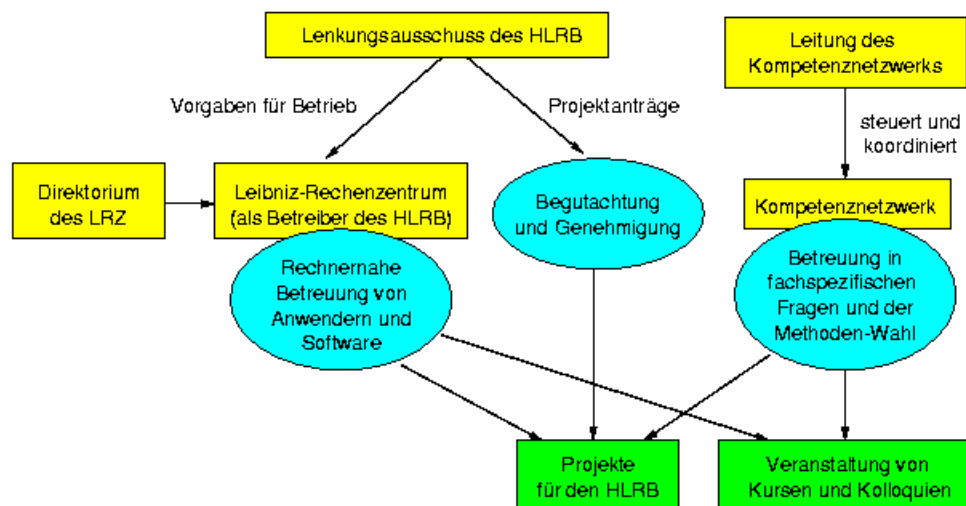 Lenkungsausschuss des HLRB
Leitung des
Kompetenznetzwerks
Vorgaben für Betrieb
Projektanträge
steuert und
koordiniert
Direktorium
des LRZ
Leibniz-Rechenzentrum
(als Betreiber des HLRB)
Begutachtung
und Genehmigung
Kompetenznetzwerk
Rechnernahe
Betreuung von
Anwendern und
Software
Betreuung in
fachspezifischen
Fragen und der
Methoden-Wahl
Projekte
für den HLRB
Veranstaltung von
Kursen und Kolloquien